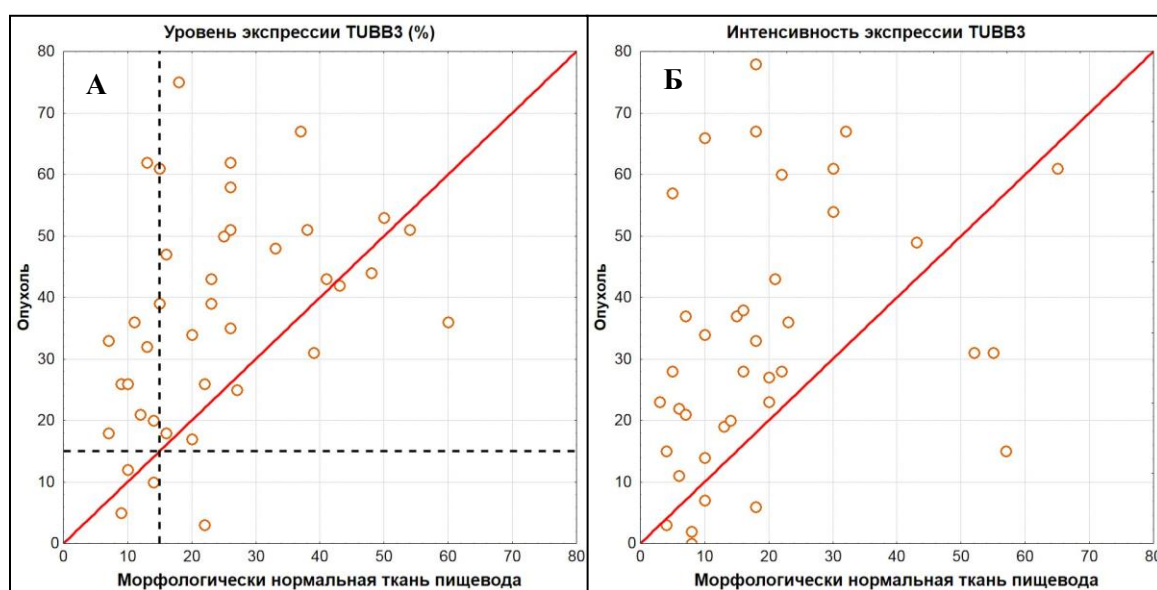 Уровень экспрессии TUBB3 (%)
А
80
70
60
50
40
30
20
10
0
Опухоль
0 10 20 30 40 50 60 70 80
Морфологически нормальная ткань пищевода
Интенсивность экспрессии TUBB3
Б
80
70
60
50
40
30
20
10
0
Опухоль
0 10 20 30 40 50 60 70 80
Морфологически нормальная ткань пищевода